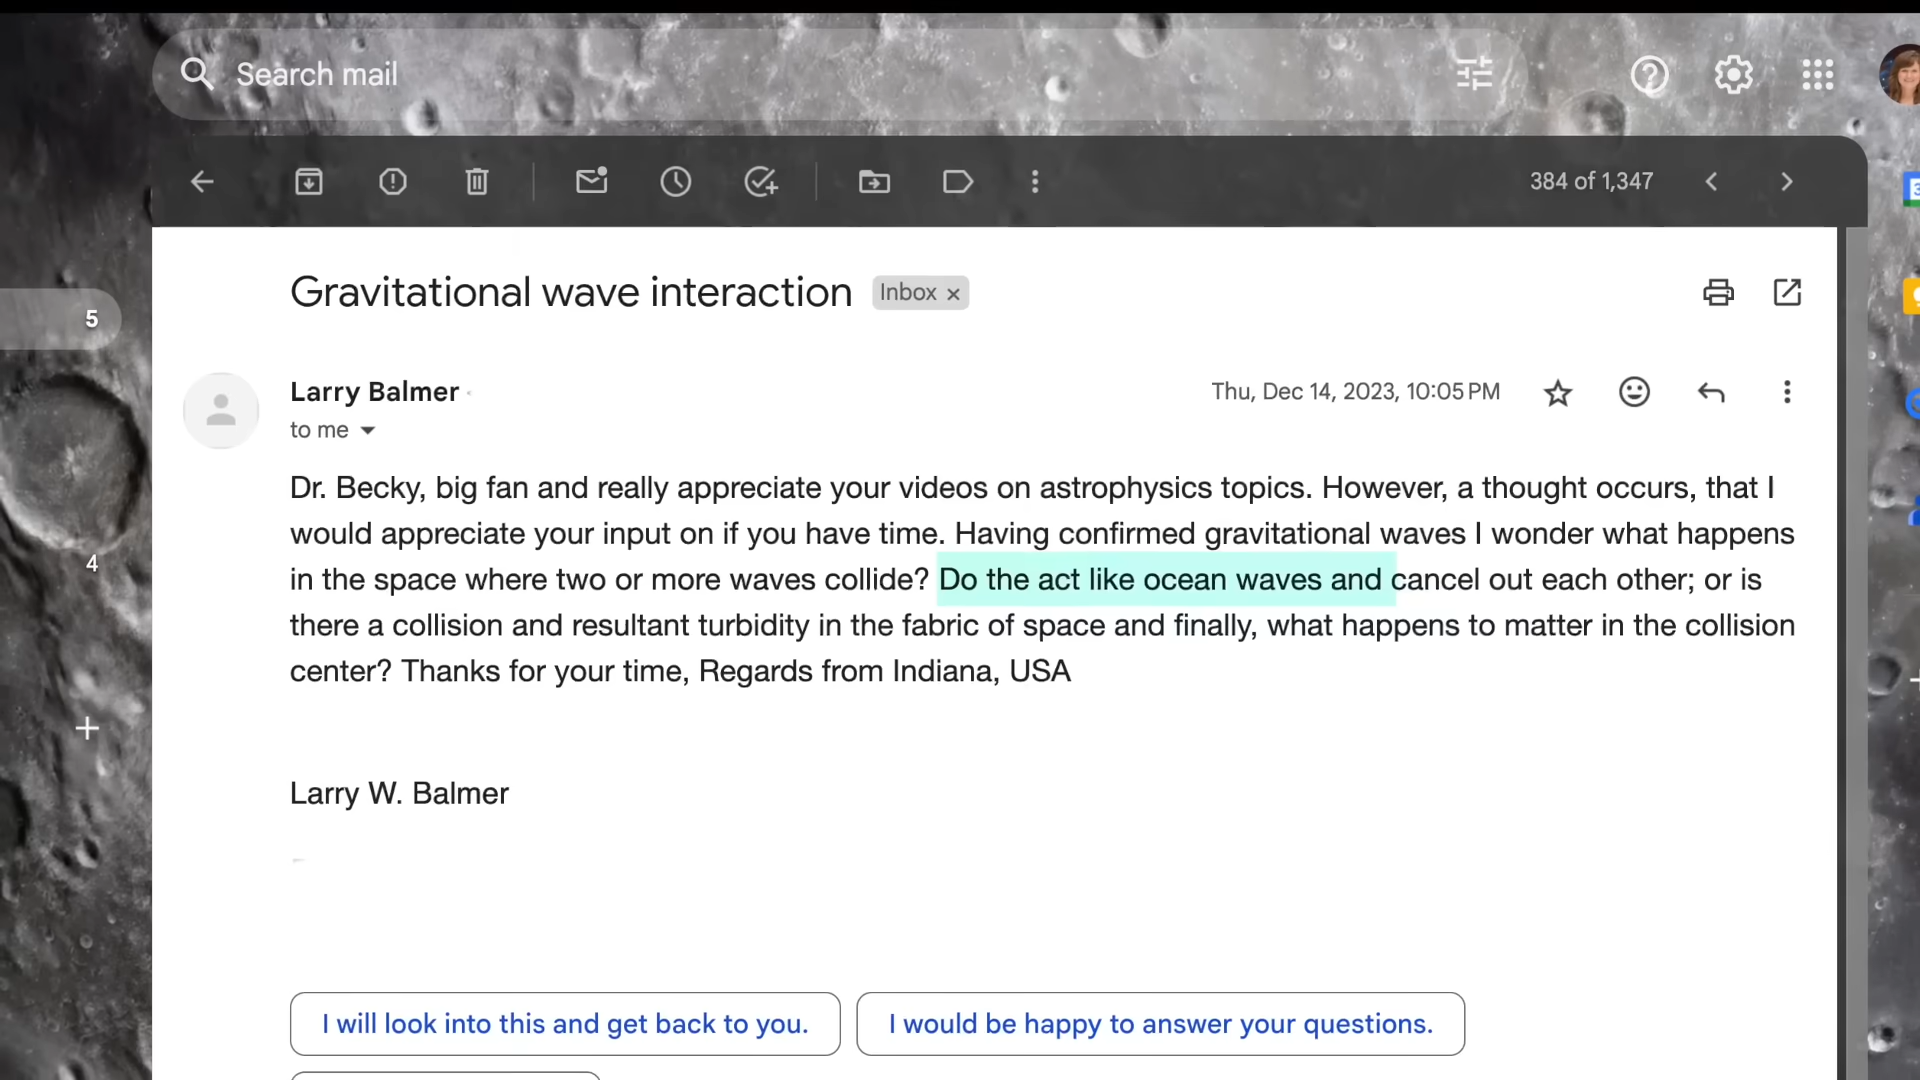 Search mail
384 of 1,347
Gravitational wave interaction
Inbox ×
5
Larry Balmer
Thu, Dec 14, 2023, 10:05 PM
to me
Dr. Becky, big fan and really appreciate your videos on astrophysics topics. However, a thought occurs, that I
would appreciate your input on if you have time. Having confirmed gravitational waves I wonder what happens
in the space where two or more waves collide? Do the act like ocean waves and cancel out each other; or is
there a collision and resultant turbidity in the fabric of space and finally, what happens to matter in the collision
center? Thanks for your time, Regards from Indiana, USA
4
Larry W. Balmer
I will look into this and get back to you.
I would be happy to answer your questions.